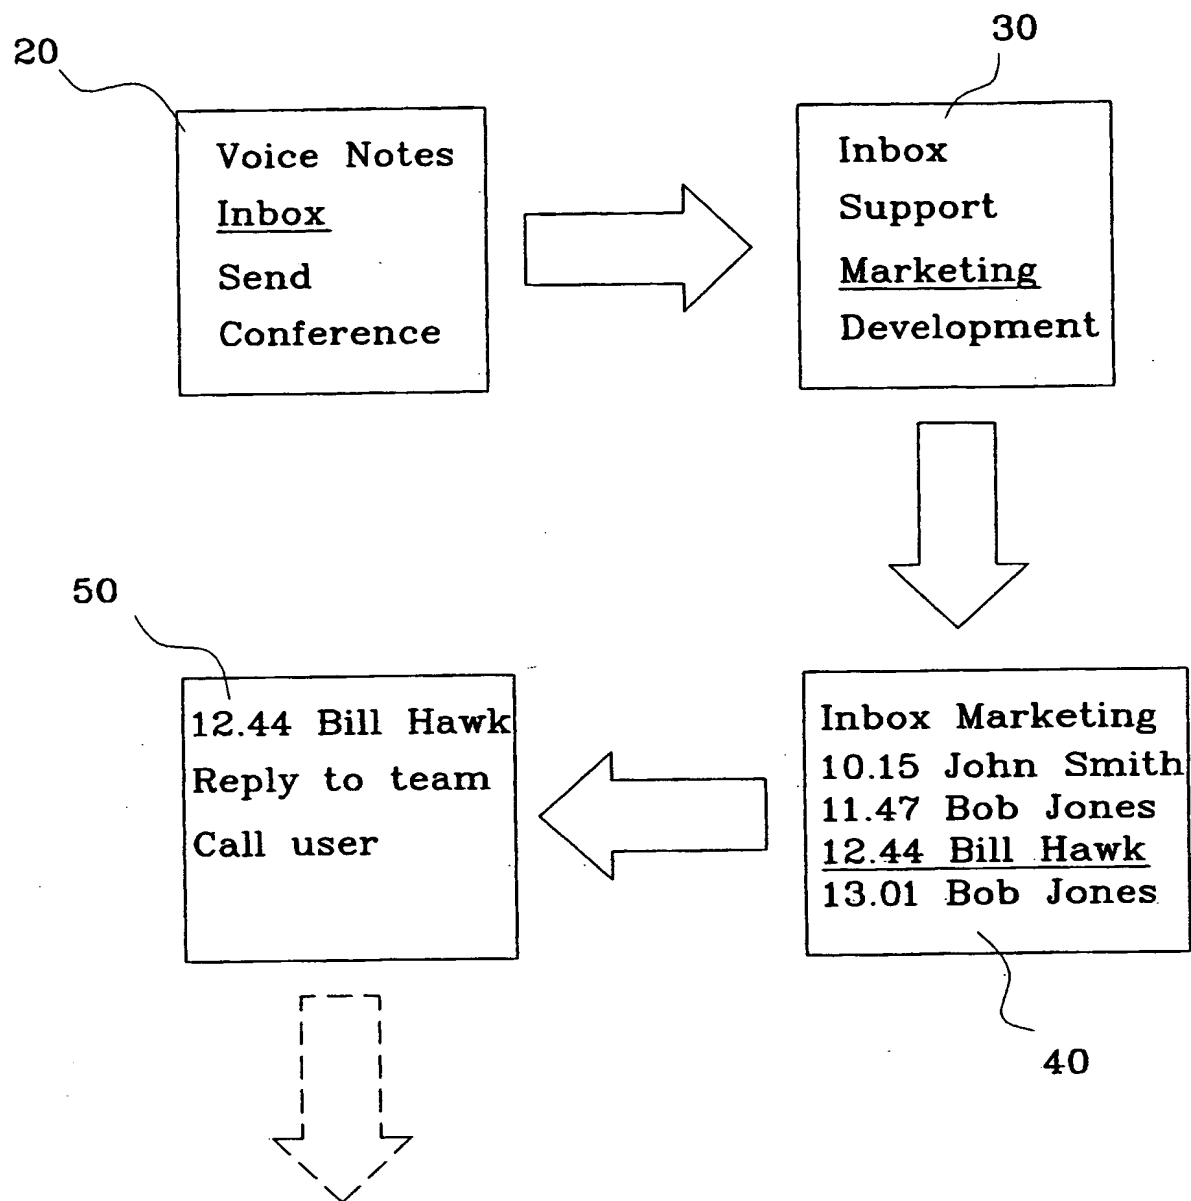 20
Voice Notes
Inbox
Send
Conference
30
Inbox
Support
Marketing
Development
50
12.44 Bill Hawk
Reply to team
Call user
Inbox Marketing
10.15 John Smith
11.47 Bob Jones
12.44 Bill Hawk
13.01 Bob Jones
40